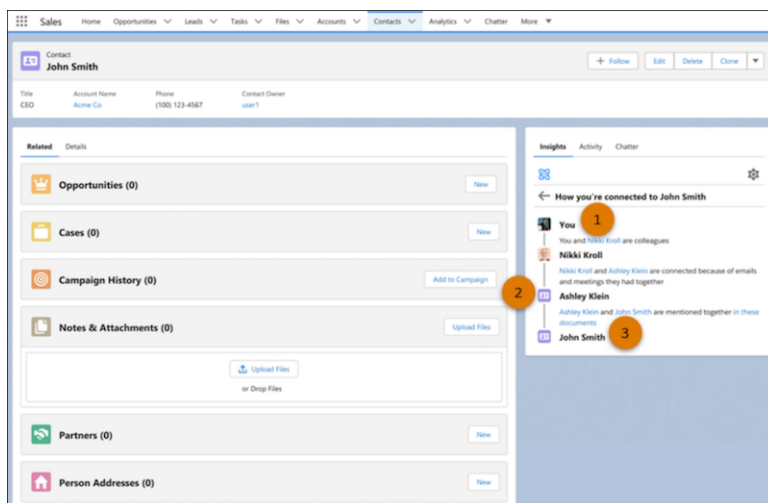 Sales Home Opportunities Leads Tasks Files Accounts Contacts Analytics Chatter More
Contact
John Smith
+ Follow Edit Delete Clone
Title Account Name Phone Contact Owner
CEO Acme Co (100) 123-4567 user1
Related Details
Opportunities (0) New
Cases (0) New
Campaign History (0) Add to Campaign
Notes & Attachments (0) Upload Files
Upload Files
or Drop Files
Partners (0) New
Person Addresses (0) New
Insights Activity Chatter
How you're connected to John Smith
You 1
You and Nikki Kroll are colleagues
Nikki Kroll
Nikki Kroll and Ashley Klein are connected because of emails
and meetings they had together
2 Ashley Klein
Ashley Klein and John Smith are mentioned together in these
documents
John Smith 3